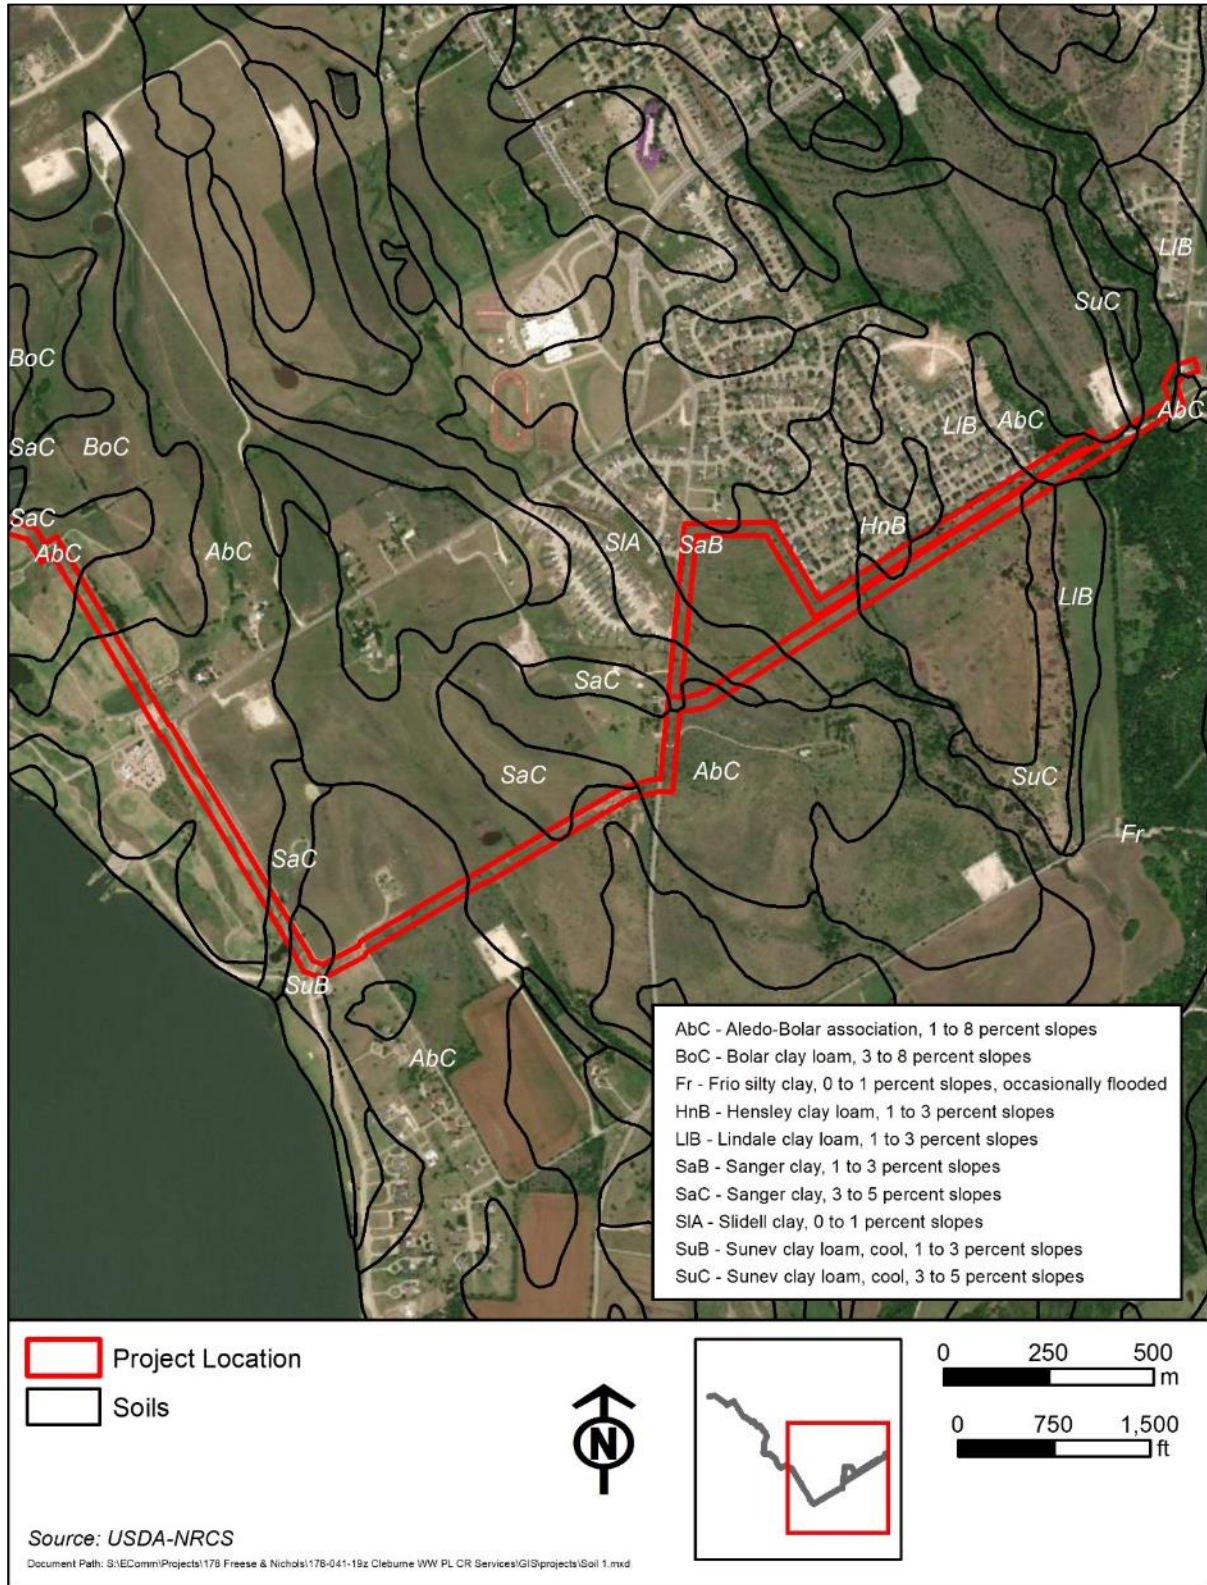 LlB
SuC
BoC
AbC
SaC
BoC
LlB
AbC
SaC
HnB
AbC
AbC
SlA
SaB
LlB
SaC
SaC
AbC
SuC
Fr
SaC
SuB
AbC
AbC - Aledo-Bolar association, 1 to 8 percent slopes
BoC - Bolar clay loam, 3 to 8 percent slopes
Fr - Frio silty clay, 0 to 1 percent slopes, occasionally flooded
HnB - Hensley clay loam, 1 to 3 percent slopes
LlB - Lindale clay loam, 1 to 3 percent slopes
SaB - Sanger clay, 1 to 3 percent slopes
SaC - Sanger clay, 3 to 5 percent slopes
SlA - Slidell clay, 0 to 1 percent slopes
SuB - Sunev clay loam, cool, 1 to 3 percent slopes
SuC - Sunev clay loam, cool, 3 to 5 percent slopes
Project Location
Soils
N
0 250 500
m
0 750 1,500
ft
Source: USDA-NRCS
Document Path: S:\EComm\Projects\178 Freese & Nichols\178-041-19z Cleburne WW PL CR Services\GIS\projects\Soil 1.mxd